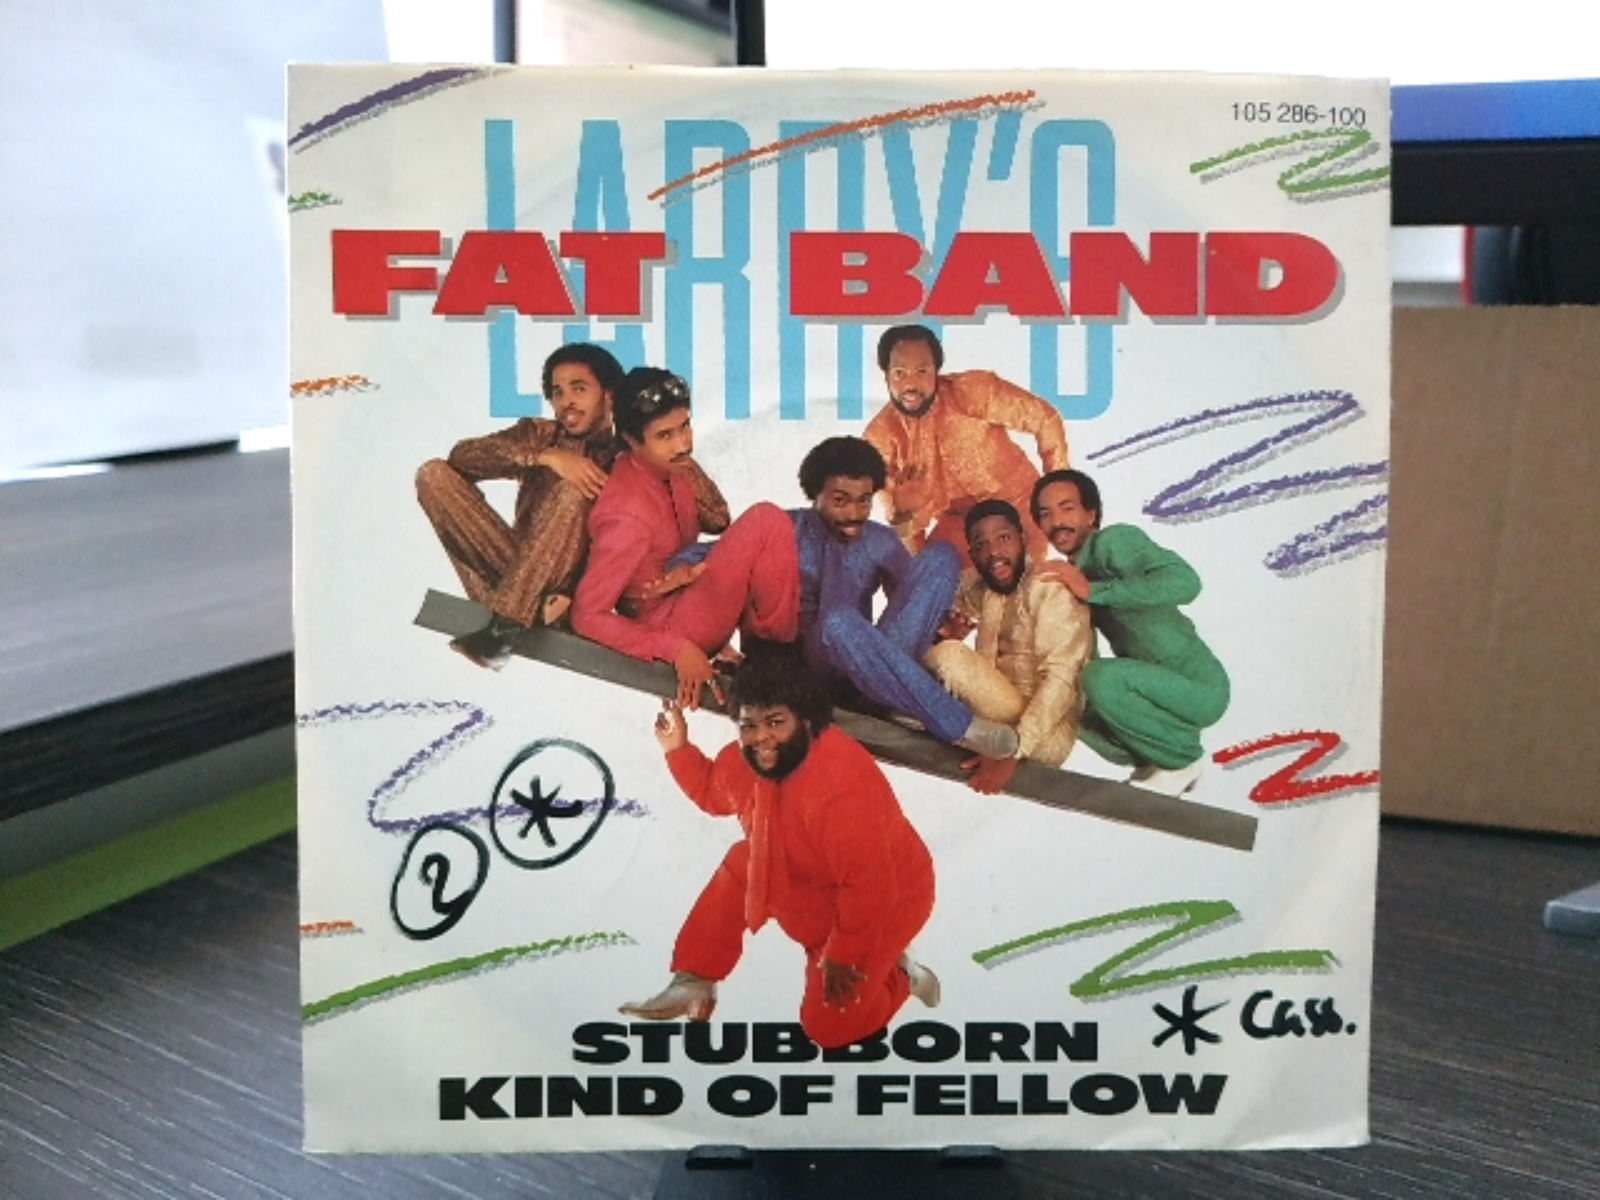 105 286-100
LARRY'S
FAT BAND
*
2
STUBBORN
* Cass.
KIND OF FELLOW